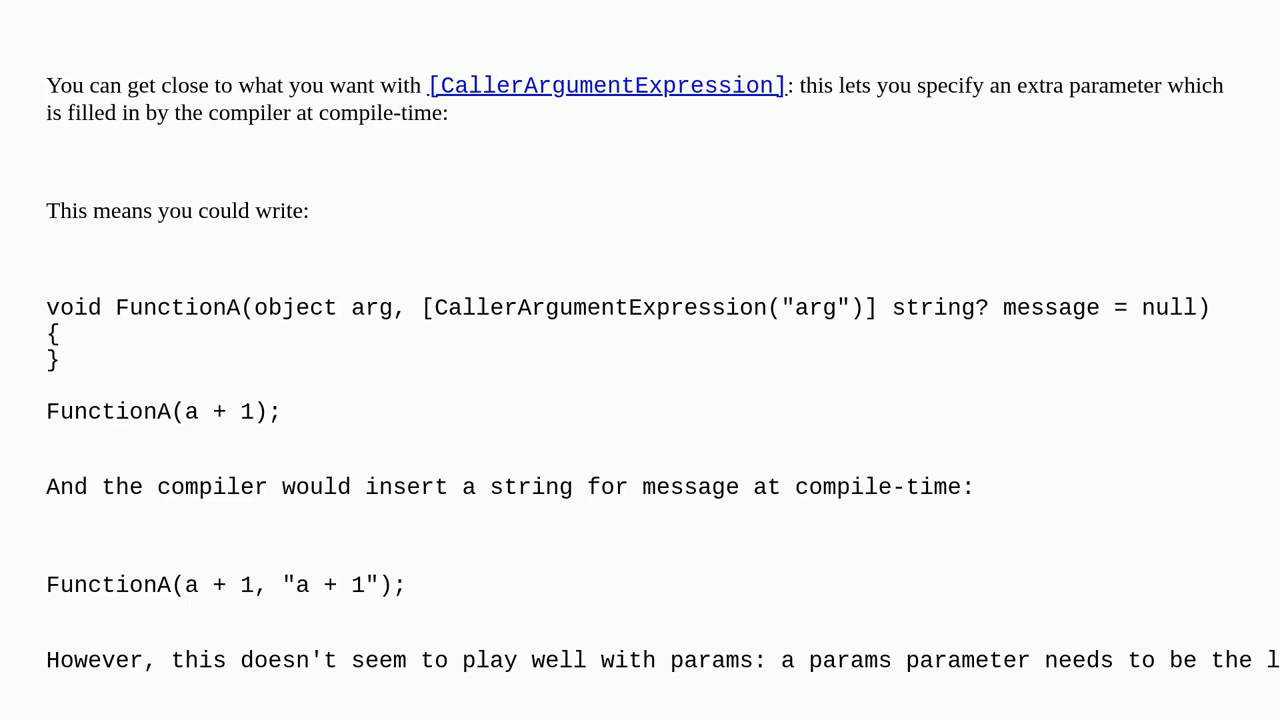 You can get close to what you want with [CallerArgumentExpression]: this lets you specify an extra parameter which
is filled in by the compiler at compile-time:
This means you could write:
void FunctionA(object arg, [CallerArgumentExpression("arg")] string? message = null)
{
}
FunctionA(a + 1);
And the compiler would insert a string for message at compile-time:
FunctionA(a + 1, "a + 1");
However, this doesn't seem to play well with params: a params parameter needs to be the